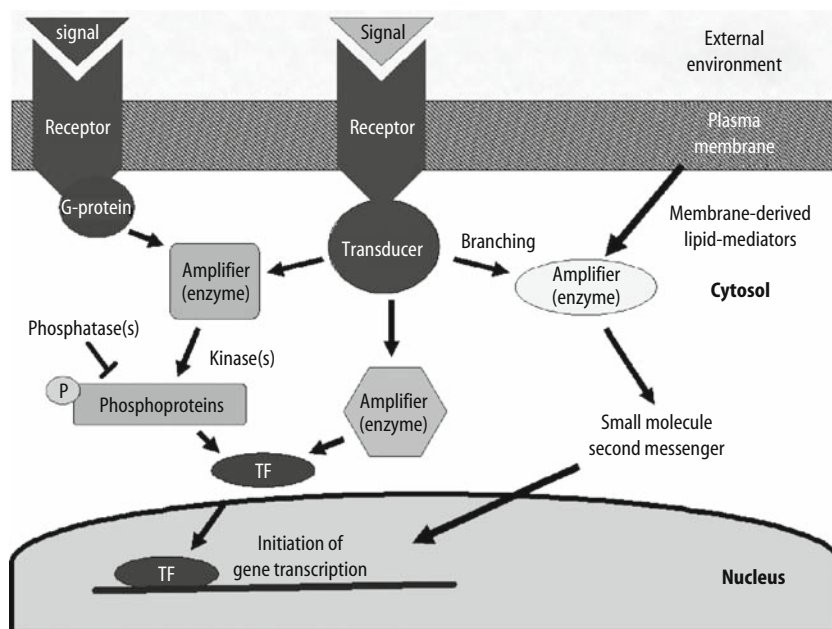 signal
Signal
External
environment
Receptor
Receptor
Plasma
membrane
G-protein
Transducer
Branching
Membrane-derived
lipid-mediators
Amplifier
(enzyme)
Amplifier
(enzyme)
Cytosol
Phosphatase(s)
Kinase(s)
P
Phosphoproteins
Amplifier
(enzyme)
Small molecule
second messenger
TF
Initiation of
gene transcription
TF
Nucleus